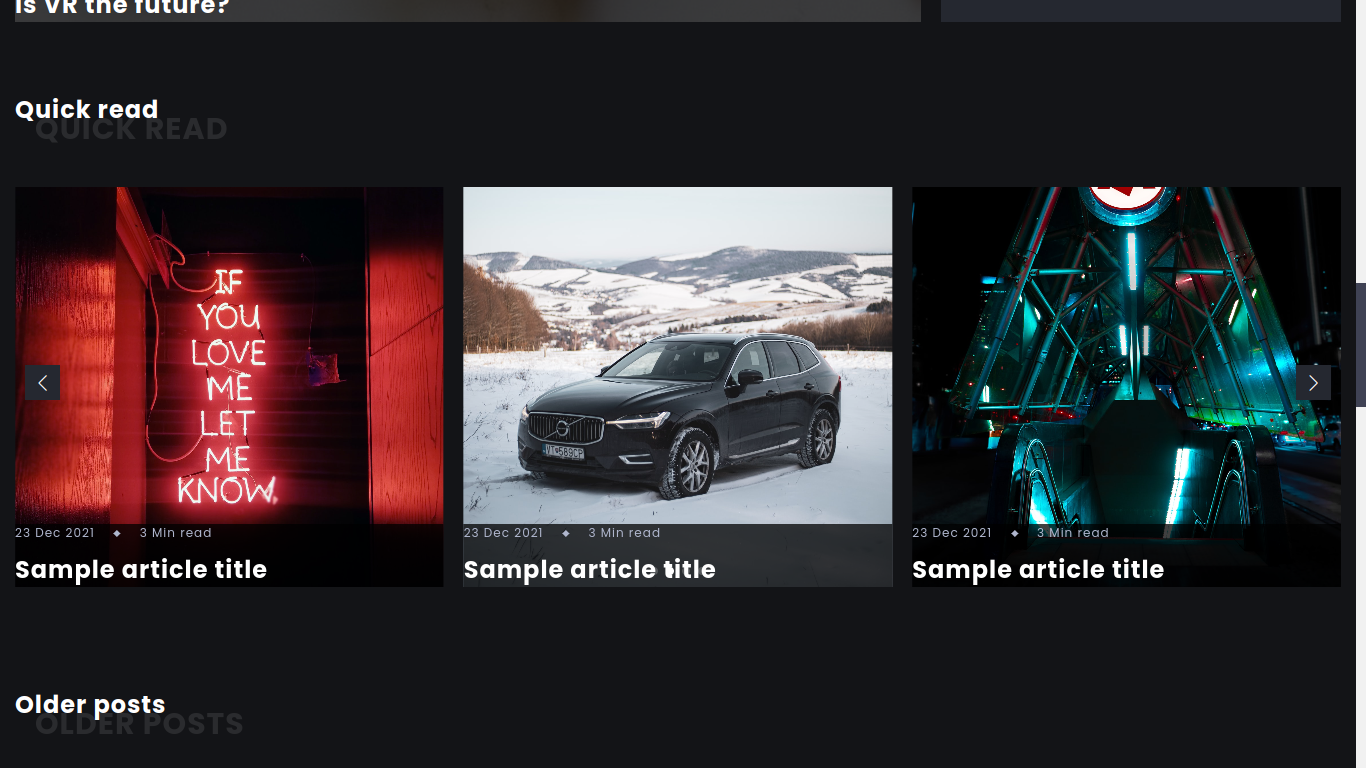 Is VR the future?
Quick read
QUICK READ
IF
YOU
LOVE
ME
LET
ME
KNOW.
23 Dec 2021 ◆ 3 Min read
Sample article title
23 Dec 2021 ◆ 3 Min read
Sample article title
23 Dec 2021 ◆ 3 Min read
Sample article title
Older posts
OLDER POSTS